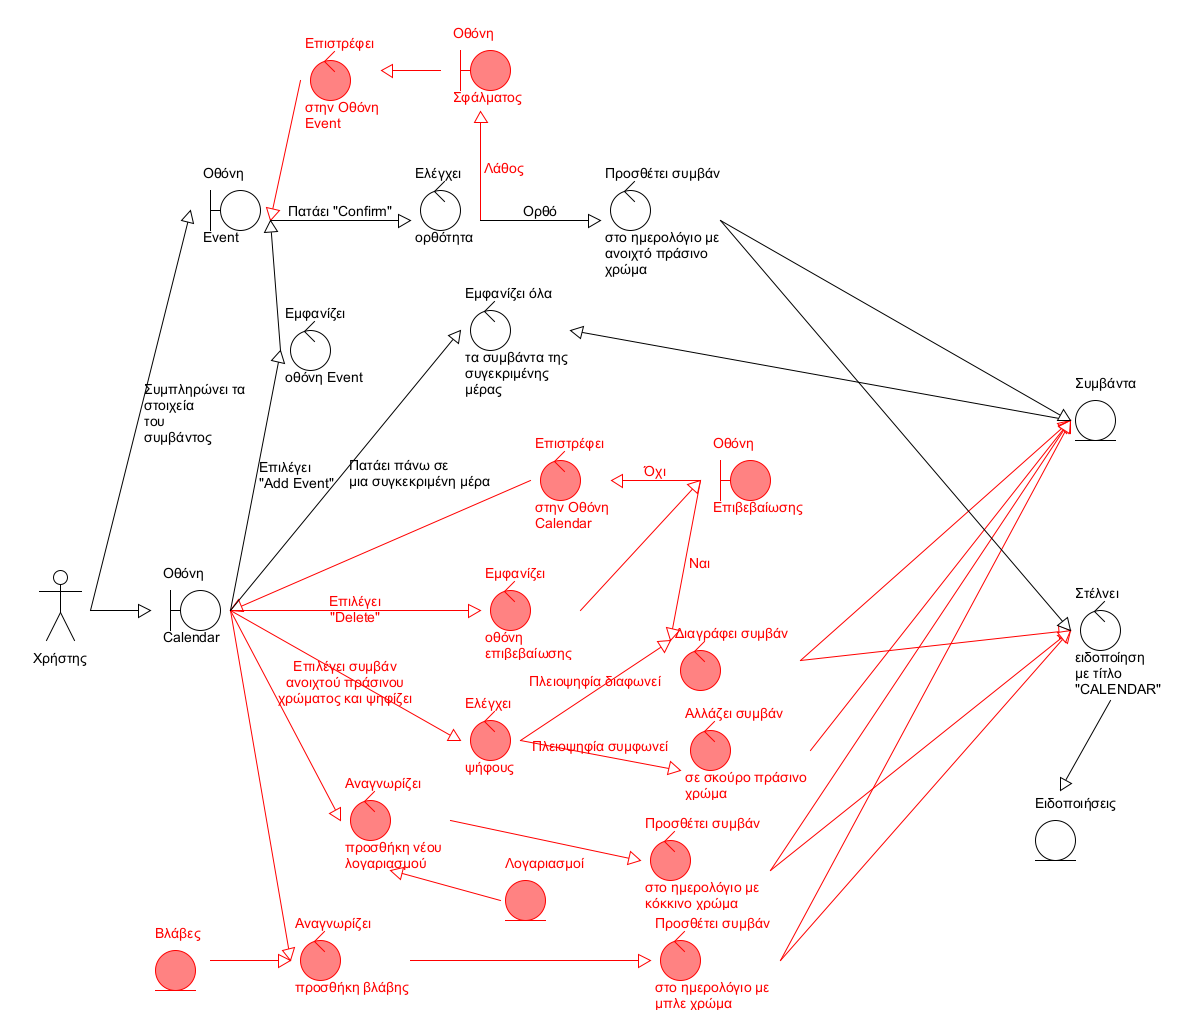 Οθόνη
Σφάλματος
Επιστρέφει
στην Οθόνη
Event
Λάθος
Οθόνη
Event
Πατάει "Confirm"
Ελέγχει
ορθότητα
Ορθό
Προσθέτει συμβάν
στο ημερολόγιο με
ανοιχτό πράσινο
χρώμα
Εμφανίζει
οθόνη Event
Εμφανίζει όλα
τα συμβάντα της
συγεκριμένης
μέρας
Συμπληρώνει τα
στοιχεία
του
συμβάντος
Συμβάντα
Επιλέγει
"Add Event"
Πατάει πάνω σε
μια συγκεκριμένη μέρα
Επιστρέφει
στην Οθόνη
Calendar
Όχι
Οθόνη
Επιβεβαίωσης
Ναι
Χρήστης
Οθόνη
Calendar
Επιλέγει
"Delete"
Εμφανίζει
οθόνη
επιβεβαίωσης
Διαγράφει συμβάν
Στέλνει
ειδοποίηση
με τίτλο
"CALENDAR"
Επιλέγει συμβάν
ανοιχτού πράσινου
χρώματος και ψηφίζει
Πλειοψηφία διαφωνεί
Ελέγχει
ψήφους
Πλειοψηφία συμφωνεί
Αλλάζει συμβάν
σε σκούρο πράσινο
χρώμα
Αναγνωρίζει
προσθήκη νέου
λογαριασμού
Λογαριασμοί
Προσθέτει συμβάν
στο ημερολόγιο με
κόκκινο χρώμα
Ειδοποιήσεις
Βλάβες
Αναγνωρίζει
προσθήκη βλάβης
Προσθέτει συμβάν
στο ημερολόγιο με
μπλε χρώμα